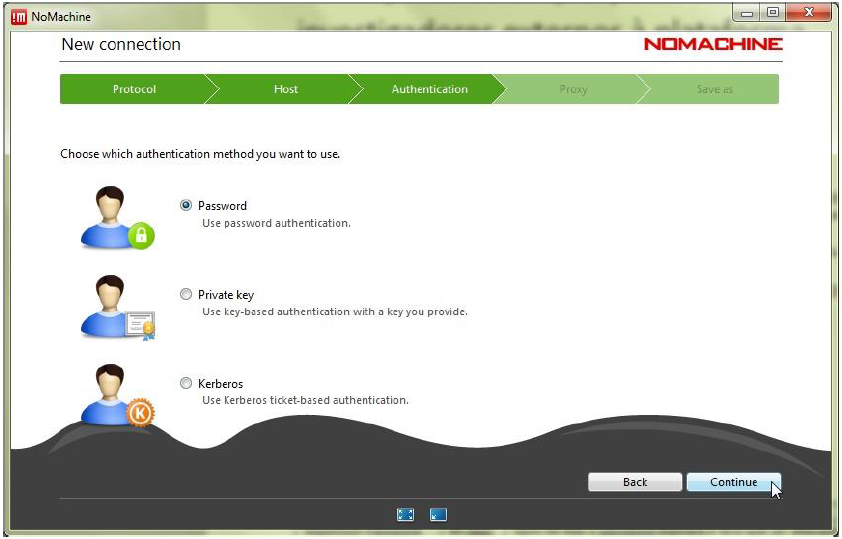 !m NoMachine
New connection
NOMACHINE
Protocol
Host
Authentication
Proxy
Save as
Choose which authentication method you want to use.
Password
Use password authentication.
Private key
Use key-based authentication with a key you provide.
Kerberos
Use Kerberos ticket-based authentication.
K
Back
Continue